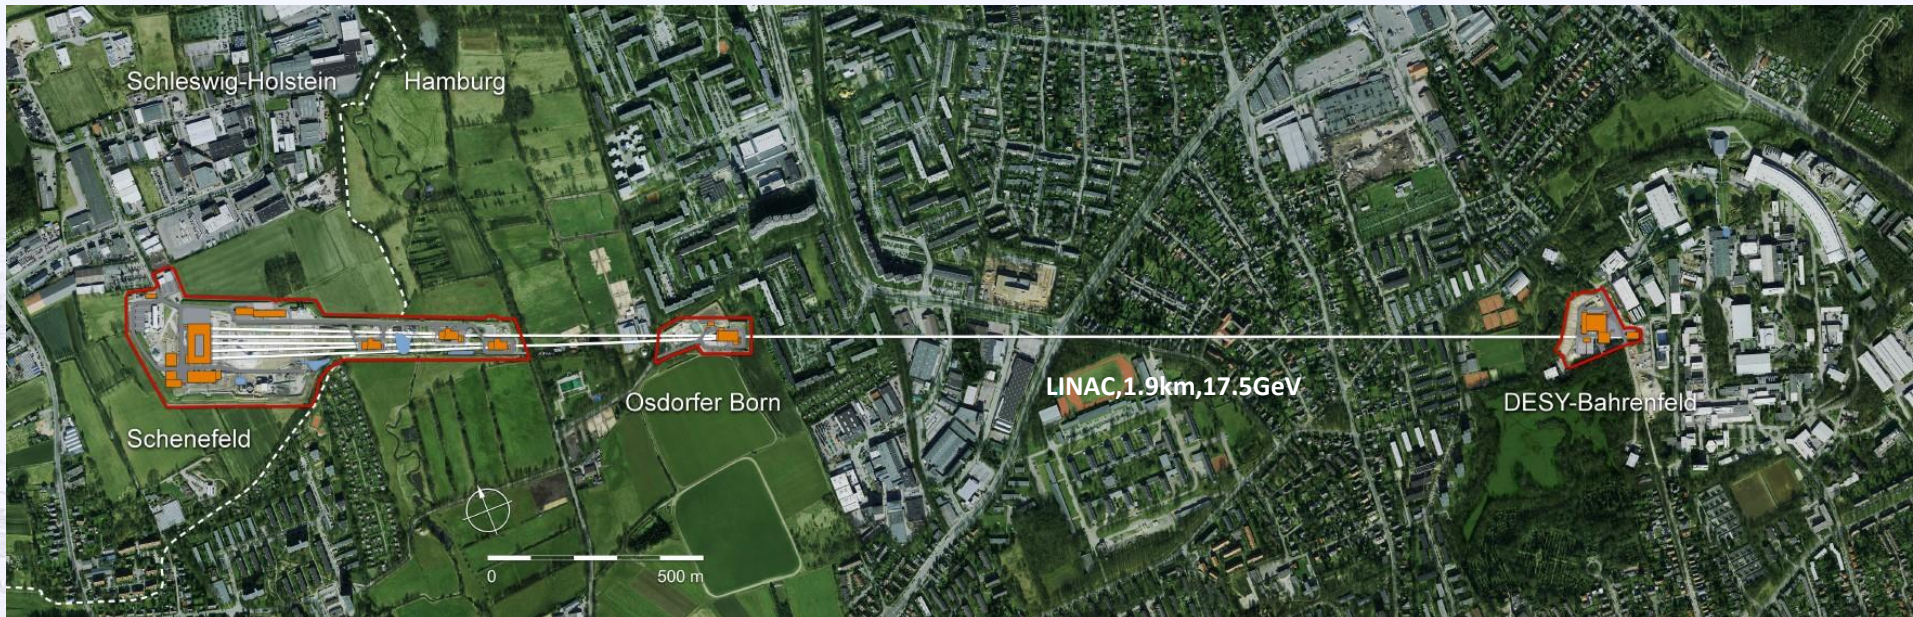 Schleswig-Holstein
Hamburg
LINAC,1.9km,17.5GeV
Osdorfer Born
DESY-Bahrenfeld
Schenefeld
0
500 m